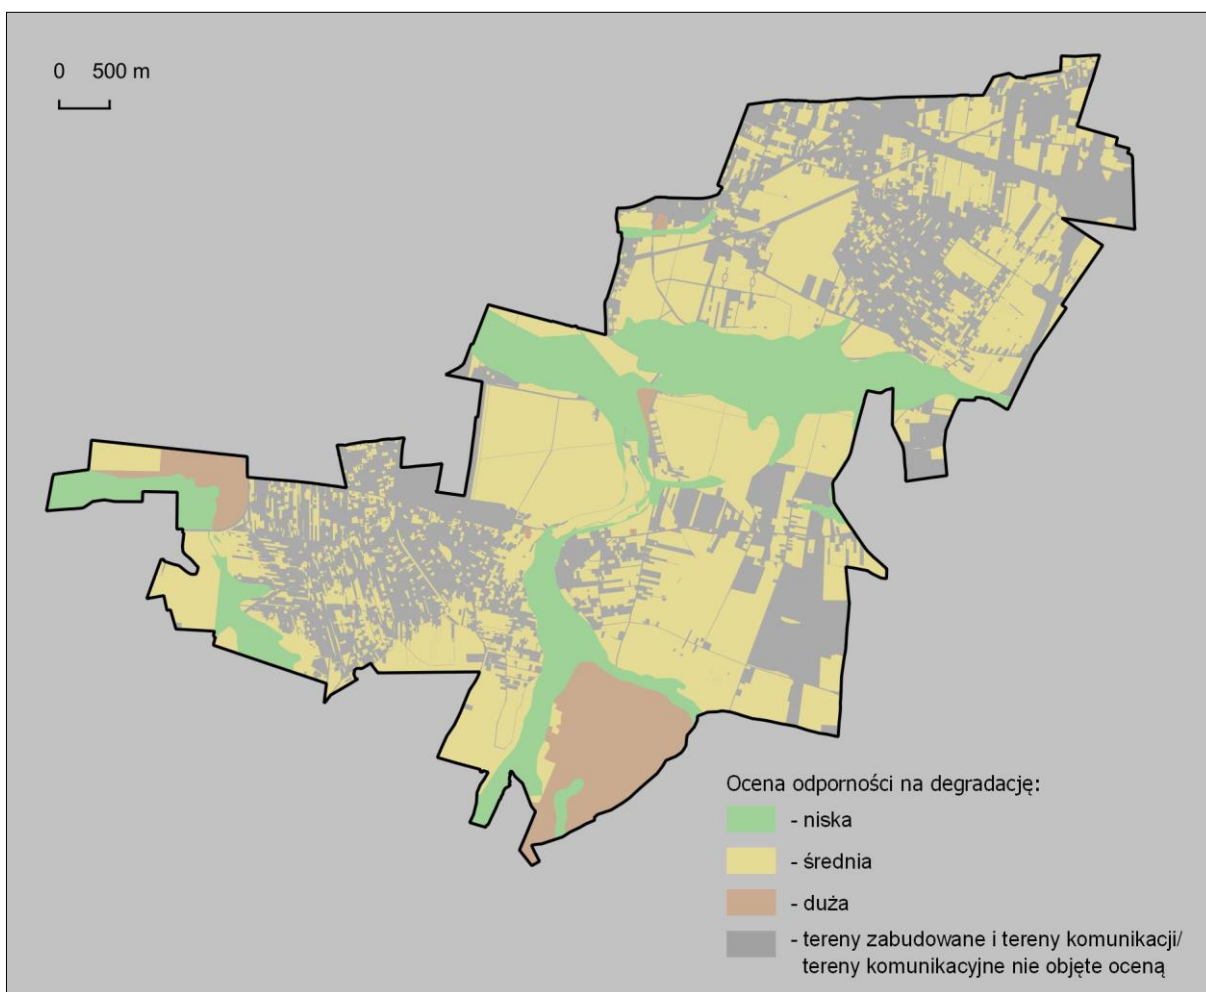 0 500 m
Ocena odporności na degradację:
- niska
- średnia
- duża
- tereny zabudowane i tereny komunikacji/
tereny komunikacyjne nie objęte oceną